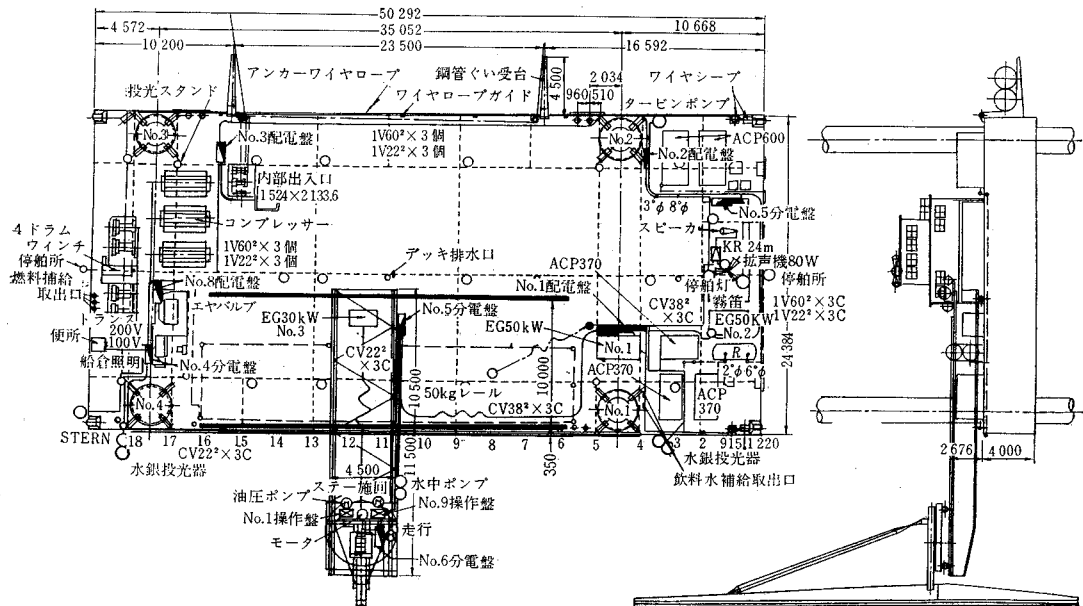 50 292
4 572
35 052
10 668
10 200
23 500
16 592
アンカーワイヤロープ
鋼管ぐい受台
4 500
2 034
960
510
ワイヤシーブ
投光スタンド
ワイヤロープガイド
タービンポンプ
No.3
No.3配電盤
1V60²×3個
1V22²×3個
No.2
No.2配電盤
ACP600
内部出入口
1 524×2 133.6
3"φ 8"φ
No.5分電盤
コンプレッサー
スピーカ
4ドラム
ウィンチ
停舶所
燃料補給
取出口
1V60²×3個
1V22²×3個
デッキ排水口
ACP370
KR 24m
拡声機80W
停舶灯
停舶所
No.8配電盤
No.1配電盤
CV38²
×3C
霧笛
1V60²×3C
1V22²×3C
エヤバルブ
EG30kW
No.3
No.5分電盤
EG50kW
No.1
EG50KW
No.2
トランス
200V
100V
便所
船倉照明
No.4分電盤
CV22²
×3C
10 500
10 000
ACP370
R
2"φ 6"φ
24 384
50kgレール
CV38²×3C
ACP
370
No.4
No.1
STERN
18 17 16 15 14 13 12 11 10 9 8 7 6 5 4 3 2
915
1 220
CV22²×3C
水銀投光器
4 500
11 500
350
水銀投光器
飲料水補給取出口
2 676
4 000
ステー施回
水中ポンプ
油圧ポンプ
No.1操作盤
No.9操作盤
モータ
走行
No.6分電盤